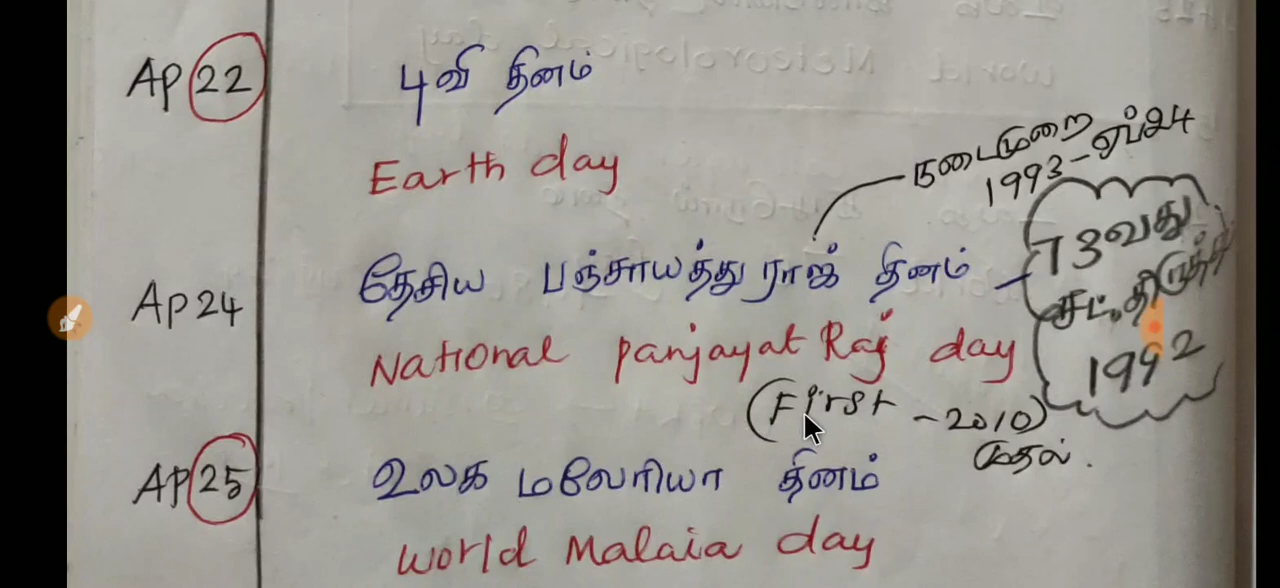 Ap 22 புவி தினம்
Earth day
நடைமுறை
1993 - ஏப்24
Ap 24 தேசிய பஞ்சாயத்து ராஜ் தினம்
73வது
சட். திருத்த
1992
National panjayat Raj day
(First - 2010)
முதல்.
Ap 25 உலக மலேரியா தினம்
World Malaia day